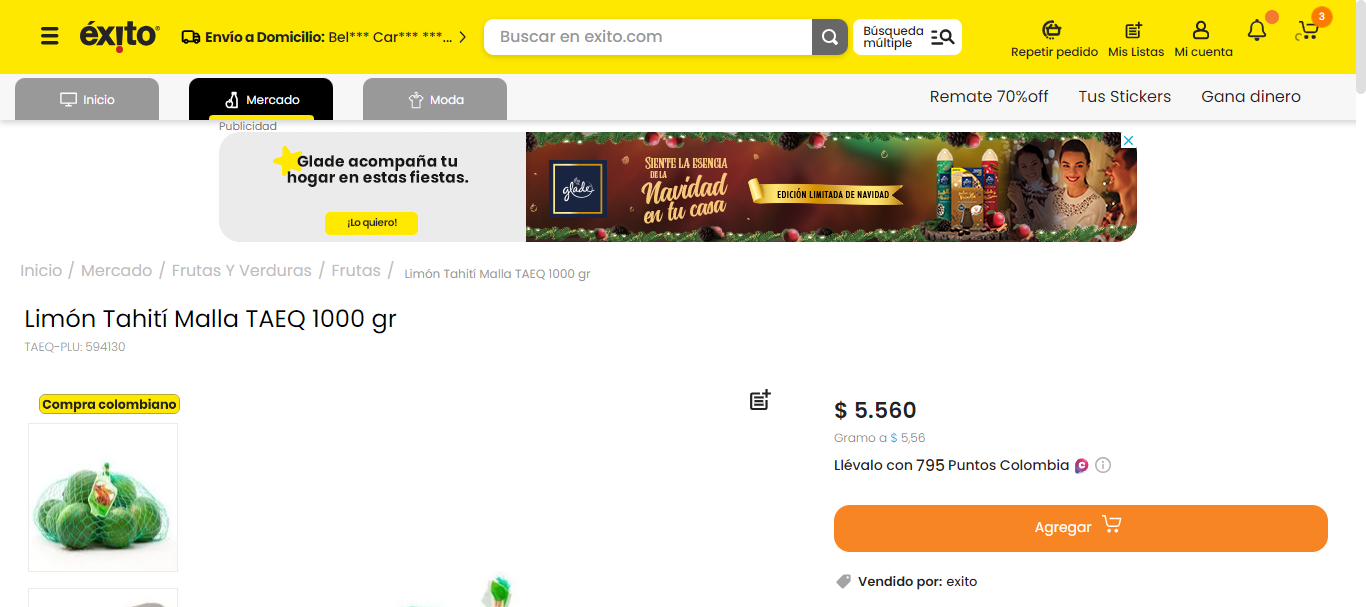 éxito
Envío a Domicilio: Bel*** Car*** ***...
Buscar en exito.com
Búsqueda
múltiple
Repetir pedido
Mis Listas
Mi cuenta
3
Inicio
Mercado
Moda
Remate 70%off
Tus Stickers
Gana dinero
Publicidad
Glade acompaña tu
hogar en estas fiestas.
¡Lo quiero!
glade
SIENTE LA ESENCIA
DE LA
Navidad
en tu casa
EDICIÓN LIMITADA DE NAVIDAD
Inicio / Mercado / Frutas Y Verduras / Frutas / Limón Tahití Malla TAEQ 1000 gr
Limón Tahití Malla TAEQ 1000 gr
TAEQ-PLU: 594130
Compra colombiano
$ 5.560
Gramo a $ 5,56
Llévalo con 795 Puntos Colombia
Agregar
Vendido por: exito